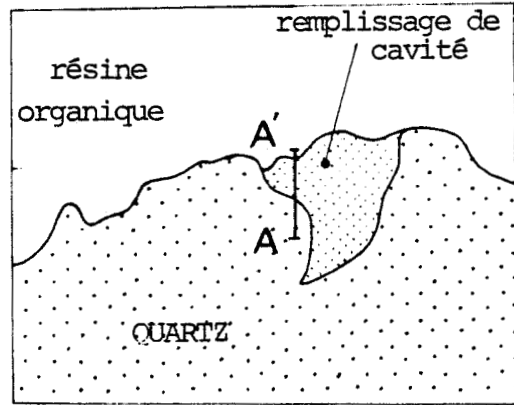 remplissage de
cavité
résine
organique
A'
A
QUARTZ